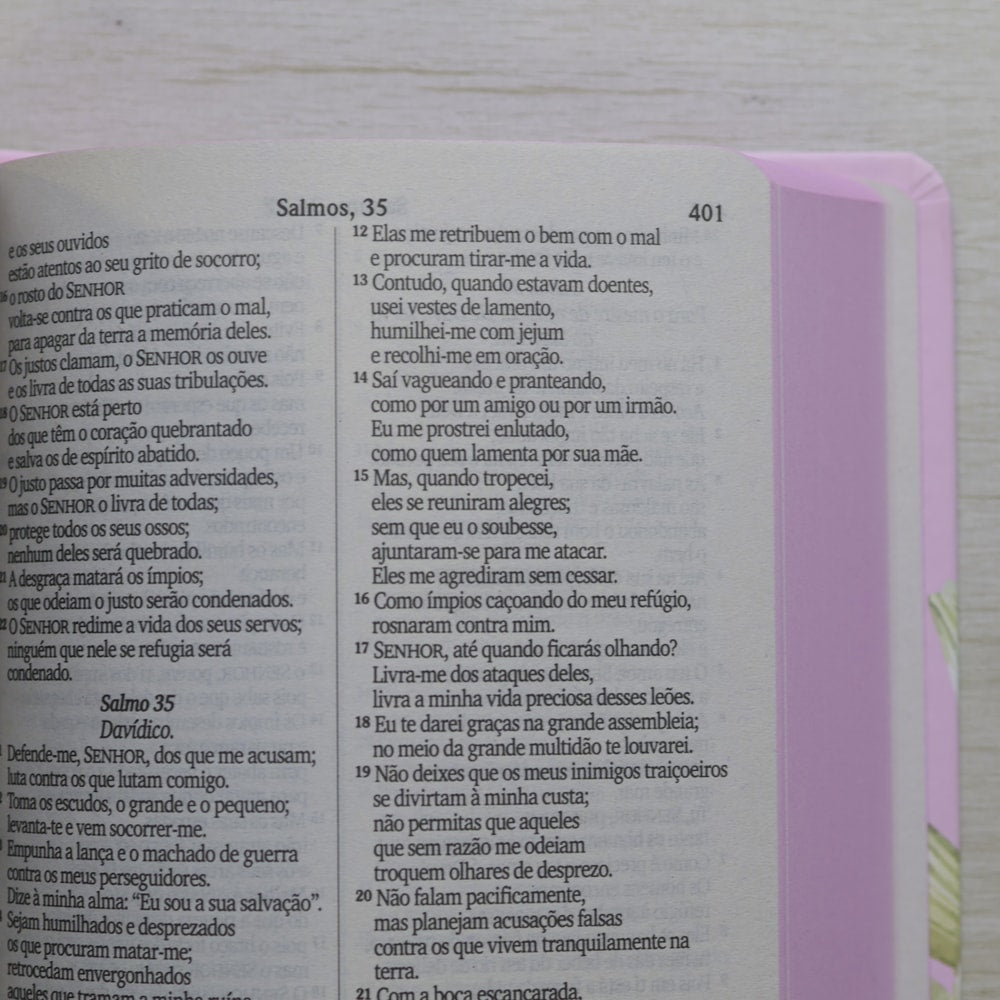 Salmos, 35
401
e os seus ouvidos
estão atentos ao seu grito de socorro;
16 o rosto do SENHOR
volta-se contra os que praticam o mal,
para apagar da terra a memória deles.
17 Os justos clamam, o SENHOR os ouve
e os livra de todas as suas tribulações.
18 O SENHOR está perto
dos que têm o coração quebrantado
e salva os de espírito abatido.
19 O justo passa por muitas adversidades,
mas o SENHOR o livra de todas;
20 protege todos os seus ossos;
nenhum deles será quebrado.
21 A desgraça matará os ímpios;
os que odeiam o justo serão condenados.
22 O SENHOR redime a vida dos seus servos;
ninguém que nele se refugia será
condenado.
Salmo 35
Davídico.
1 Defende-me, SENHOR, dos que me acusam;
luta contra os que lutam comigo.
2 Toma os escudos, o grande e o pequeno;
levanta-te e vem socorrer-me.
3 Empunha a lança e o machado de guerra
contra os meus perseguidores.
Dize à minha alma: “Eu sou a sua salvação”.
4 Sejam humilhados e desprezados
os que procuram matar-me;
retrocedam envergonhados
aqueles que tramam a minha ruína.
12 Elas me retribuem o bem com o mal
e procuram tirar-me a vida.
13 Contudo, quando estavam doentes,
usei vestes de lamento,
humilhei-me com jejum
e recolhi-me em oração.
14 Saí vagueando e pranteando,
como por um amigo ou por um irmão.
Eu me prostrei enlutado,
como quem lamenta por sua mãe.
15 Mas, quando tropecei,
eles se reuniram alegres;
sem que eu o soubesse,
ajuntaram-se para me atacar.
Eles me agrediram sem cessar.
16 Como ímpios caçoando do meu refúgio,
rosnaram contra mim.
17 SENHOR, até quando ficarás olhando?
Livra-me dos ataques deles,
livra a minha vida preciosa desses leões.
18 Eu te darei graças na grande assembleia;
no meio da grande multidão te louvarei.
19 Não deixes que os meus inimigos traiçoeiros
se divirtam à minha custa;
não permitas que aqueles
que sem razão me odeiam
troquem olhares de desprezo.
20 Não falam pacificamente,
mas planejam acusações falsas
contra os que vivem tranquilamente na
terra.
21 Com a boca escancarada,